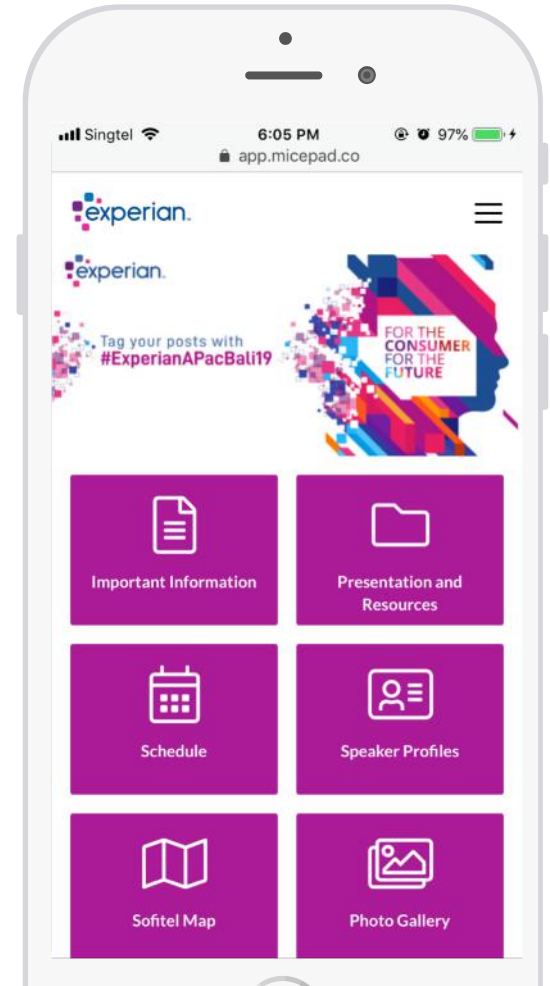 Singtel 6:05 PM 97%
app.micepad.co
experian.
experian.
Tag your posts with
#ExperianAPacBali19
FOR THE
CONSUMER
FOR THE
FUTURE
Important Information
Presentation and
Resources
Schedule
Speaker Profiles
Sofitel Map
Photo Gallery